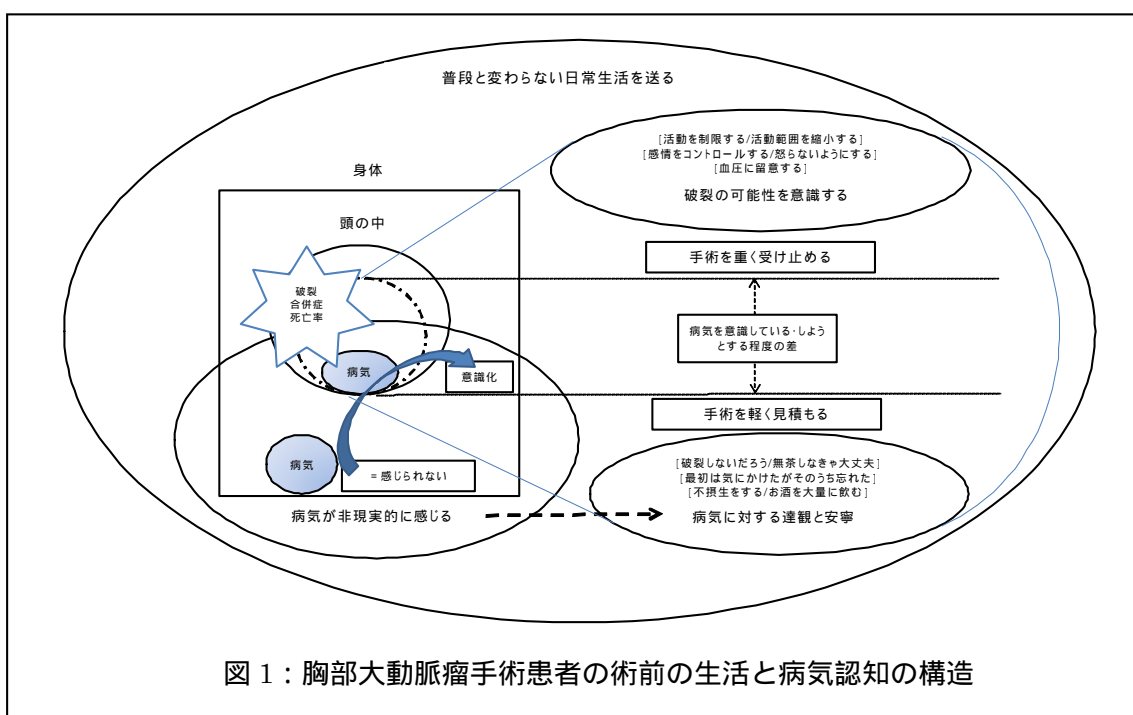 普段と変わらない日常生活を送る
[活動を制限する/活動範囲を縮小する]
[感情をコントロールする/怒らないようにする]
[血圧に留意する]
破裂の可能性を意識する
身体
頭の中
手術を重く受け止める
破裂
合併症
死亡率
病気を意識している・しよう
とする程度の差
病気
意識化
手術を軽く見積もる
病気
=感じられない
[破裂しないだろう/無茶しなきゃ大丈夫]
[最初は気にかけたがそのうち忘れた]
[不摂生をする/お酒を大量に飲む]
病気に対する達観と安寧
病気が非現実的に感じる
図 1：胸部大動脈瘤手術患者の術前の生活と病気認知の構造